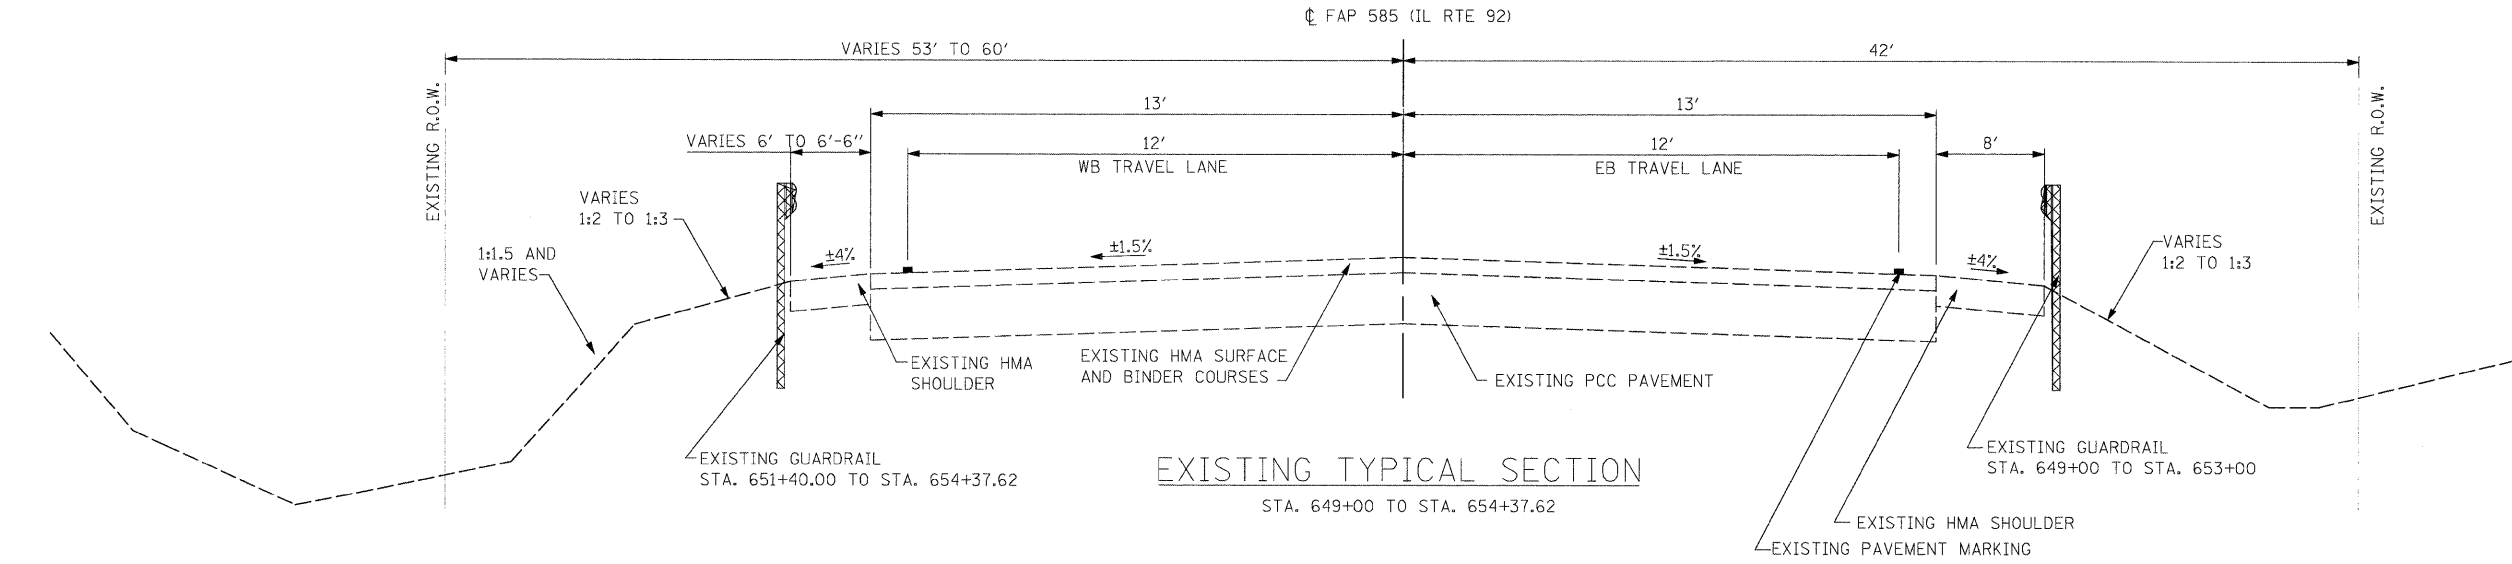 ℄ FAP 585 (IL RTE 92)
VARIES 53' TO 60'
42'
EXISTING R.O.W.
EXISTING R.O.W.
13'
13'
VARIES 6' TO 6'-6"
12'
WB TRAVEL LANE
12'
EB TRAVEL LANE
8'
VARIES
1:2 TO 1:3
1:1.5 AND
VARIES
±4%
±1.5%
±1.5%
±4%
VARIES
1:2 TO 1:3
EXISTING HMA
SHOULDER
EXISTING HMA SURFACE
AND BINDER COURSES
EXISTING PCC PAVEMENT
EXISTING GUARDRAIL
STA. 651+40.00 TO STA. 654+37.62
EXISTING GUARDRAIL
STA. 649+00 TO STA. 653+00
EXISTING TYPICAL SECTION
STA. 649+00 TO STA. 654+37.62
EXISTING HMA SHOULDER
EXISTING PAVEMENT MARKING